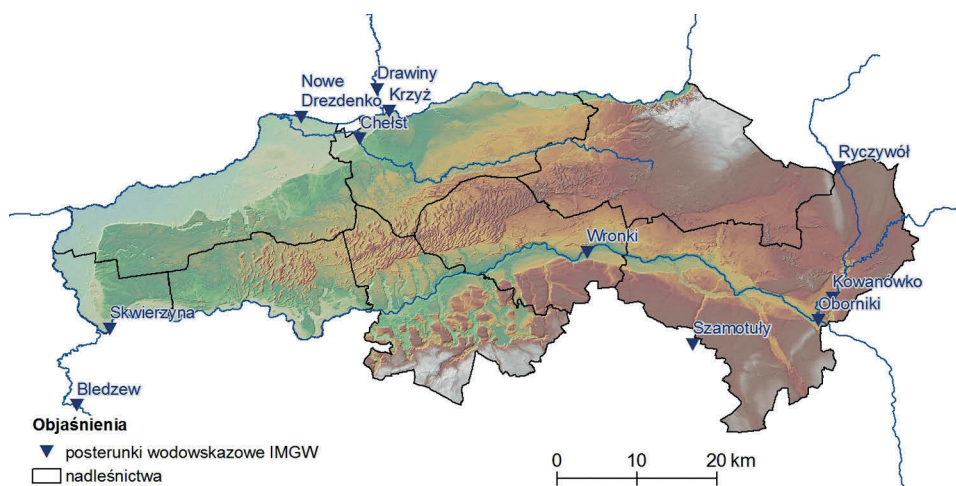 Nowe
Drezdenko
Drawiny
Krzyż
Chełst
Ryczywół
Wronki
Kowanówko
Oborniki
Skwierzyna
Szamotuły
Bledzew
Objaśnienia
posterunki wodowskazowe IMGW
nadleśnictwa
0 10 20 km